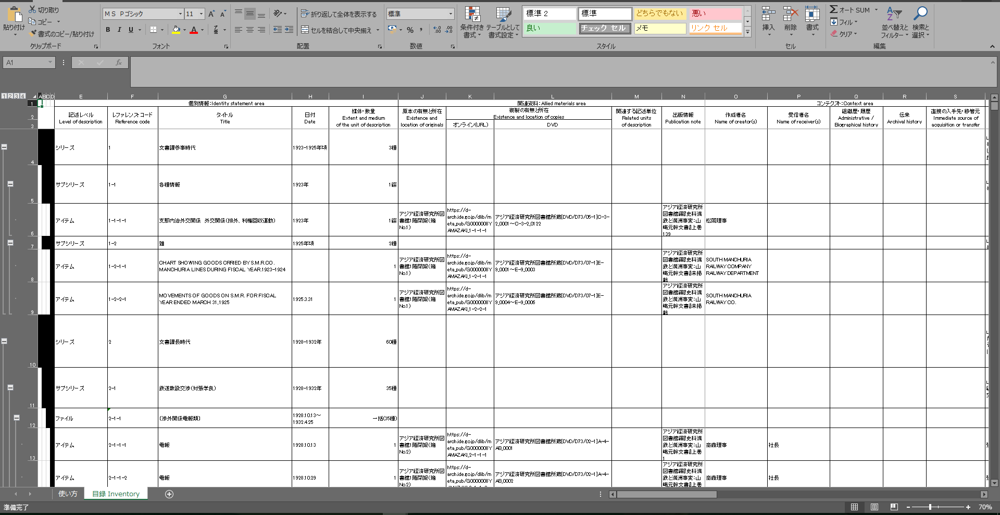 切り取り
コピー
書式のコピー/貼り付け
貼り付け
クリップボード
ＭＳ Ｐゴシック
11
B I U
フォント
折り返して全体を表示する
セルを結合して中央揃え
配置
標準
%
数値
条件付き書式
テーブルとして書式設定
標準 2
標準
どちらでもない
悪い
良い
チェック セル
メモ
リンク セル
スタイル
挿入
削除
書式
セル
オート SUM
フィル
クリア
並べ替えとフィルター
検索と選択
編集
A1
fx
1 2 3 4
A B C D E F G H I J K L M N O P Q R S
1
個別情報:Identity statement area
関連資料:Allied materials area
コンテクスト:Context area
2
3
記述レベル
Level of description
レファレンス・コード
Reference code
タイトル
Title
日付
Date
媒体・数量
Extent and medium
of the unit of description
原本の有無と所在
Existence and
location of originals
複製の有無と所在
Existence and location of copies
オンライン(URL)
DVD
関連する記述単位
Related units
of description
出版情報
Publication note
作成者名
Name of creator(s)
受信者名
Name of receiver(s)
組織歴・履歴
Administrative /
Biographical history
伝来
Archival history
直接の入手先・移管元
Immediate source of
acquisition or transfer
4
シリーズ
1
文書課参事時代
1923-1925年頃
3種
5
サブシリーズ
1-1
各種情報
1923年
1綴
6
アイテム
1-1-1-1
支那内治外交関係　外交関係(排外、利権回収運動)
1923年
1綴
アジア経済研究所図
書館1階閉架(箱
No.1)
https://d-
arch.ide.go.jp/dlib/m
eta_pub/G0000008Y
AMAZAKI_1-1-1-1
アジア経済研究所図書館所蔵[DVD/D73/05-1]C-3-
2_0001～C-3-2_0122
アジア経済研究所
図書館編『史料満
鉄と満洲事変：山
崎元幹文書』上巻
139
松岡理事
7
サブシリーズ
1-2
雑
1925年頃
2種
8
アイテム
1-2-1-1
CHART SHOWING GOODS CRRIED BY S.M.R.CO.
MANCHURIA LINES DURING FISCAL YEAR.1923-1924
1
アジア経済研究所図
書館1階閉架(箱
No.1)
https://d-
arch.ide.go.jp/dlib/m
eta_pub/G0000008Y
AMAZAKI_1-2-1-1
アジア経済研究所図書館所蔵[DVD/D73/07-1]E-
9_0001～E-9_0003
アジア経済研究所
図書館編『史料満
鉄と満洲事変：山
崎元幹文書』未掲
載
SOUTH MANCHURIA
RAILWAY COMPANY
RAILWAY DEPARTMENT
9
アイテム
1-2-2-1
MOVEMENTS OF GOODS ON S.M.R. FOR FISCAL
YEAR ENDED MARCH 31,1925
1925.3.31
1
アジア経済研究所図
書館1階閉架(箱
No.1)
https://d-
arch.ide.go.jp/dlib/m
eta_pub/G0000008Y
AMAZAKI_1-2-2-1
アジア経済研究所図書館所蔵[DVD/D73/07-1]E-
9_0004～E-9_0006
アジア経済研究所
図書館編『史料満
鉄と満洲事変：山
崎元幹文書』未掲
載
SOUTH MANCHURIA
RAILWAY CO.
10
シリーズ
2
文書課長時代
1928-1932年
60種
11
サブシリーズ
2-1
鉄道敷設交渉(対張学良)
1928-1932年
35種
12
ファイル
2-1-1
〔渉外関係電報類〕
1928.10.13～
1932.4.25
一括(35種)
13
アイテム
2-1-1-1
電報
1928.10.13
1
アジア経済研究所図
書館1階閉架(箱
No.2)
https://d-
arch.ide.go.jp/dlib/m
eta_pub/G0000008Y
AMAZAKI_2-1-1-1
アジア経済研究所図書館所蔵[DVD/D73/02-1]A-4-
AB_0001
アジア経済研究所
図書館編『史料満
鉄と満洲事変：山
崎元幹文書』上巻
1
斎藤理事
社長
アイテム
2-1-1-2
電報
1928.10.29
1
アジア経済研究所図
書館1階閉架(箱
No.2)
https://d-
arch.ide.go.jp/dlib/m
eta_pub/G0000008Y
アジア経済研究所図書館所蔵[DVD/D73/02-1]A-4-
AB_0002
アジア経済研究所
図書館編『史料満
鉄と満洲事変：山
崎元幹文書』上巻
斎藤理事
社長
使い方
目録 Inventory
準備完了
70%